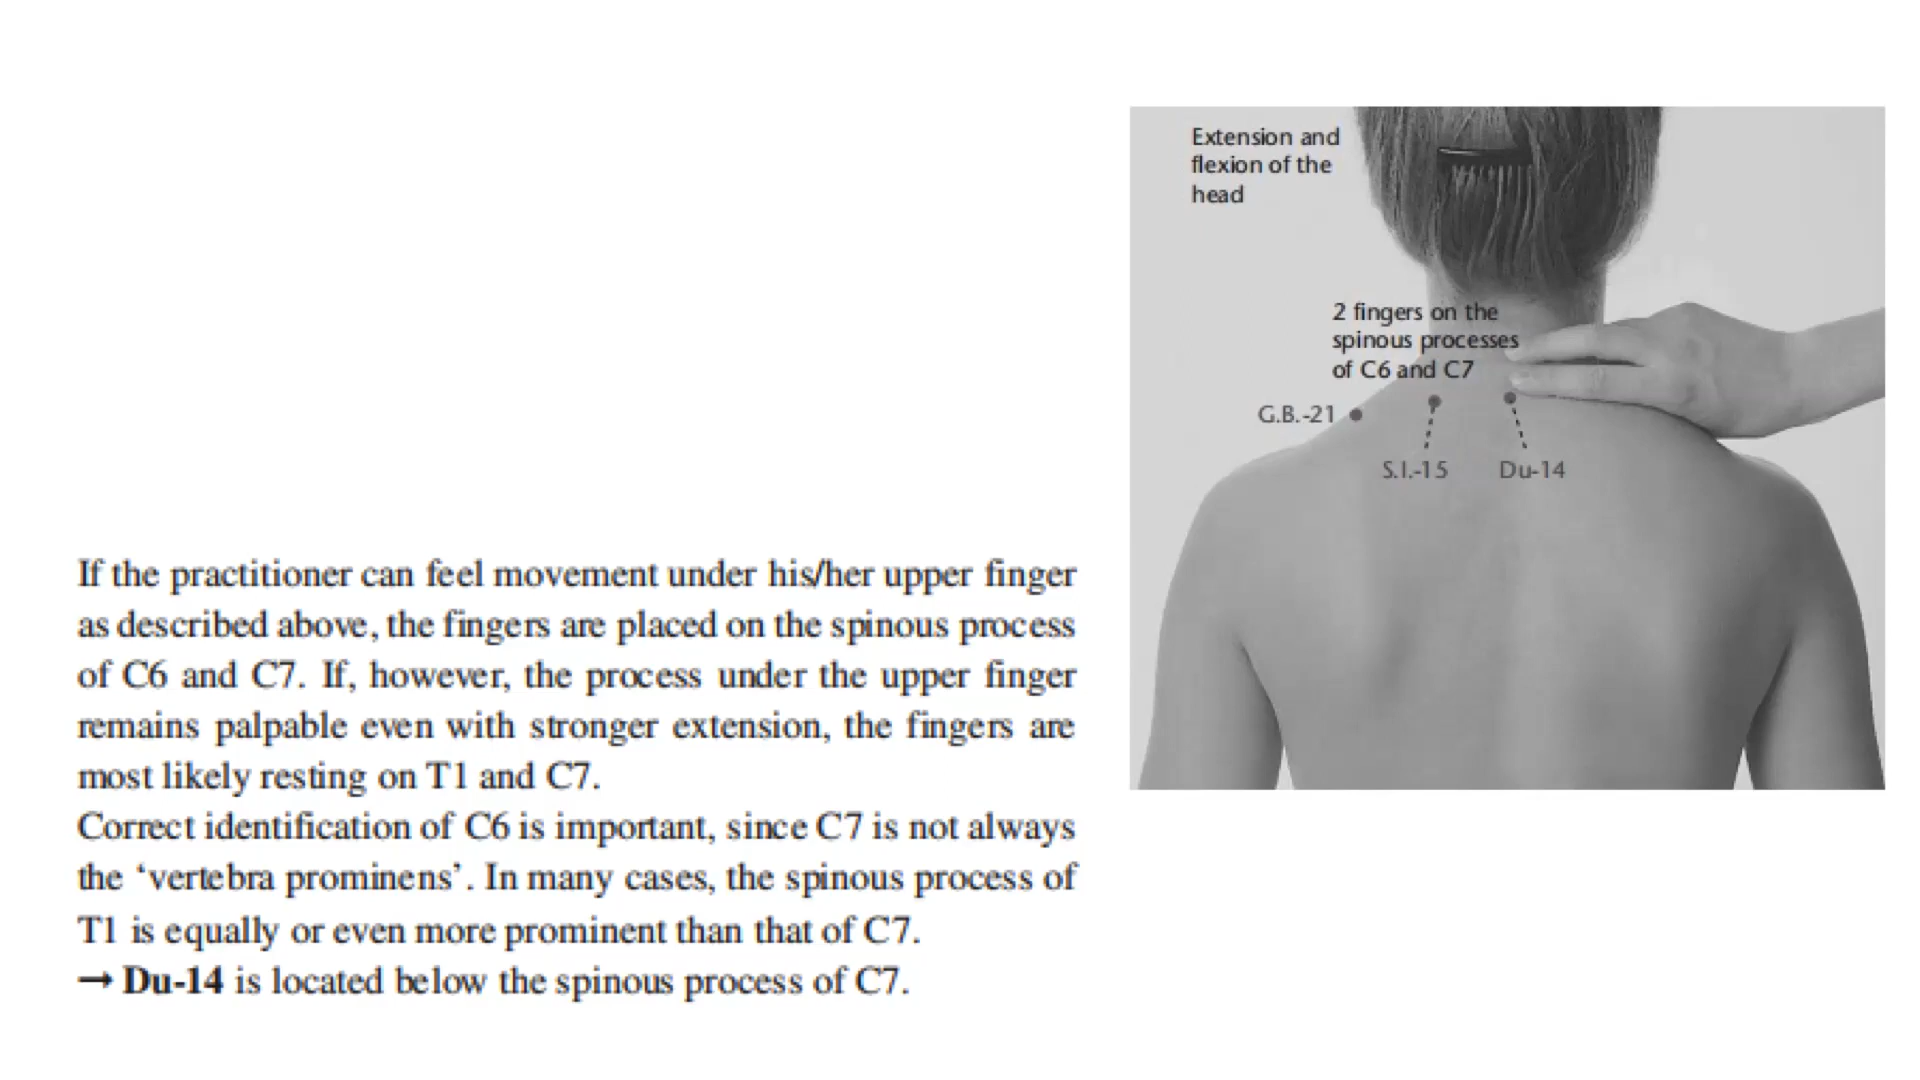 Extension and
flexion of the
head
2 fingers on the
spinous processes
of C6 and C7
G.B.-21
S.I.-15
Du-14
If the practitioner can feel movement under his/her upper finger
as described above, the fingers are placed on the spinous process
of C6 and C7. If, however, the process under the upper finger
remains palpable even with stronger extension, the fingers are
most likely resting on T1 and C7.
Correct identification of C6 is important, since C7 is not always
the ‘vertebra prominens’. In many cases, the spinous process of
T1 is equally or even more prominent than that of C7.
→ Du-14 is located below the spinous process of C7.